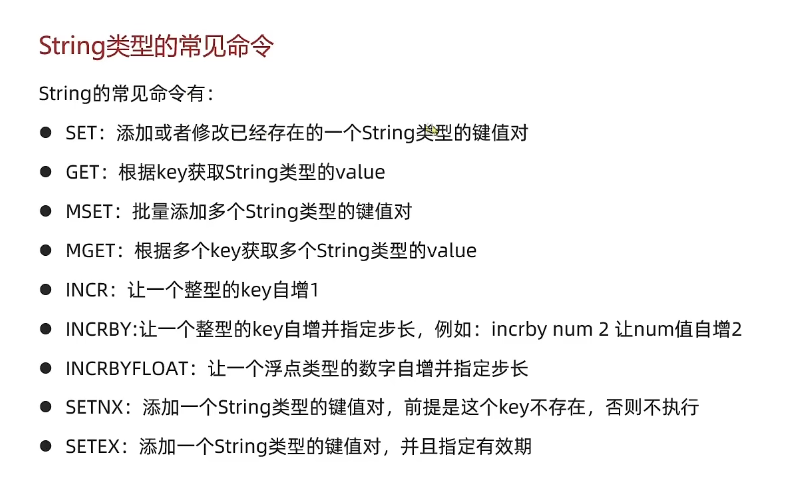 String类型的常见命令
String的常见命令有：
● SET：添加或者修改已经存在的一个String类型的键值对
● GET：根据key获取String类型的value
● MSET：批量添加多个String类型的键值对
● MGET：根据多个key获取多个String类型的value
● INCR：让一个整型的key自增1
● INCRBY:让一个整型的key自增并指定步长，例如：incrby num 2 让num值自增2
● INCRBYFLOAT：让一个浮点类型的数字自增并指定步长
● SETNX：添加一个String类型的键值对，前提是这个key不存在，否则不执行
● SETEX：添加一个String类型的键值对，并且指定有效期